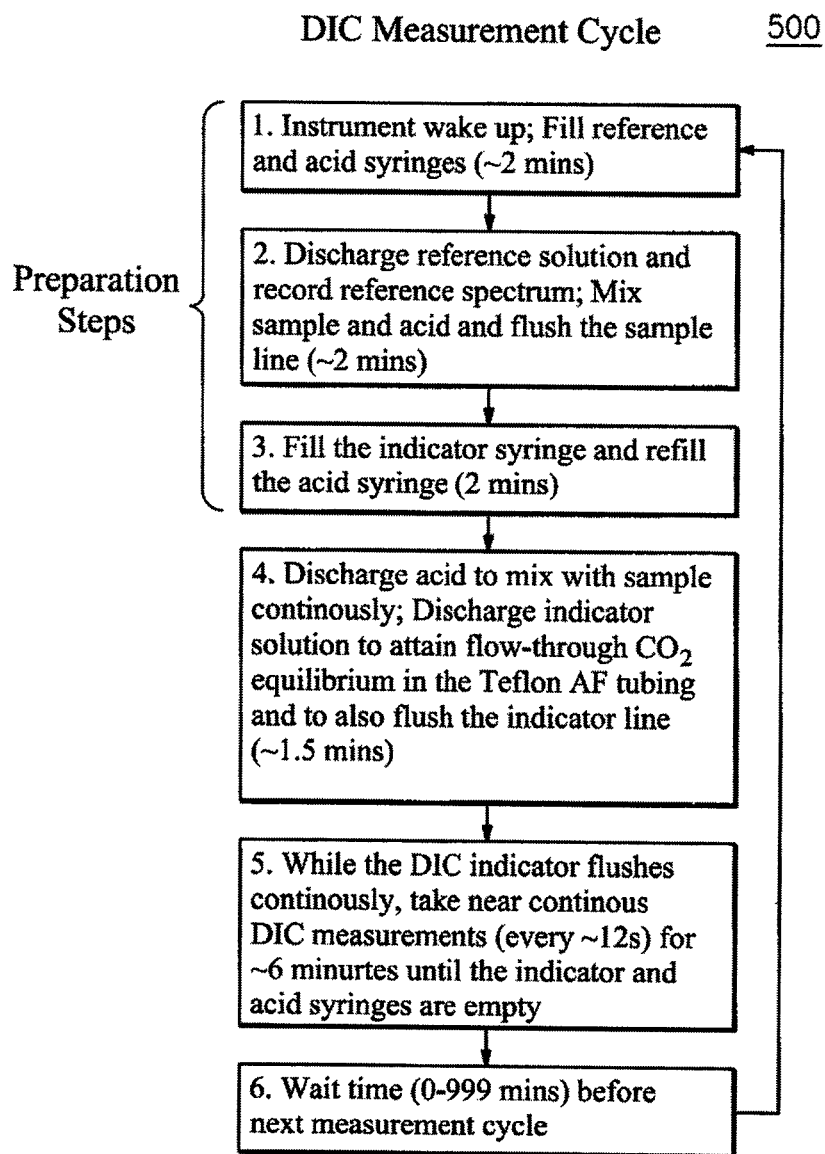 DIC Measurement Cycle 500
1. Instrument wake up; Fill reference
and acid syringes (~2 mins)
2. Discharge reference solution and
record reference spectrum; Mix
sample and acid and flush the sample
line (~2 mins)
Preparation
Steps
3. Fill the indicator syringe and refill
the acid syringe (2 mins)
4. Discharge acid to mix with sample
continously; Discharge indicator
solution to attain flow-through CO₂
equilibrium in the Teflon AF tubing
and to also flush the indicator line
(~1.5 mins)
5. While the DIC indicator flushes
continously, take near continous
DIC measurements (every ~12s) for
~6 minurtes until the indicator and
acid syringes are empty
6. Wait time (0-999 mins) before
next measurement cycle